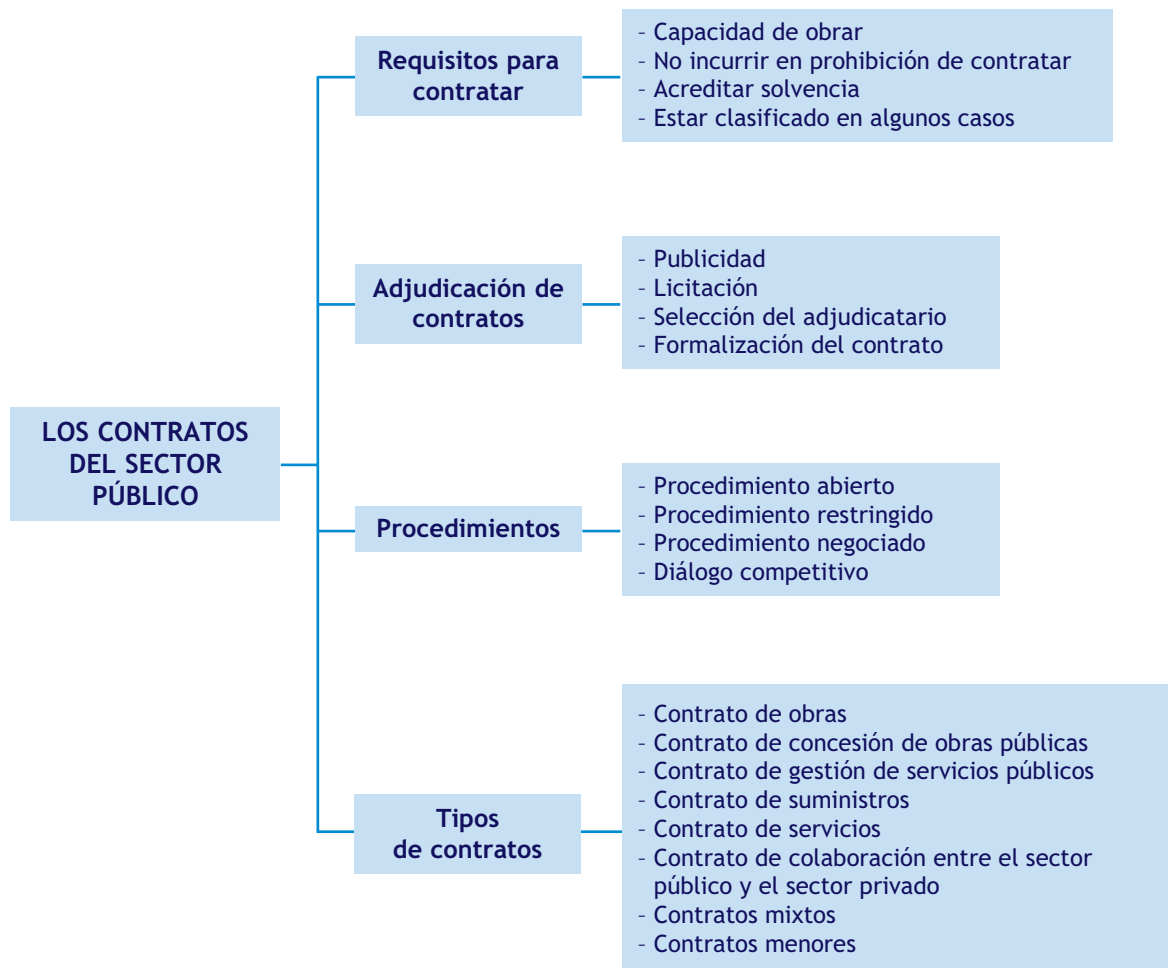 LOS CONTRATOS
DEL SECTOR
PÚBLICO
Requisitos para
contratar
– Capacidad de obrar
– No incurrir en prohibición de contratar
– Acreditar solvencia
– Estar clasificado en algunos casos
Adjudicación de
contratos
– Publicidad
– Licitación
– Selección del adjudicatario
– Formalización del contrato
Procedimientos
– Procedimiento abierto
– Procedimiento restringido
– Procedimiento negociado
– Diálogo competitivo
Tipos
de contratos
– Contrato de obras
– Contrato de concesión de obras públicas
– Contrato de gestión de servicios públicos
– Contrato de suministros
– Contrato de servicios
– Contrato de colaboración entre el sector
público y el sector privado
– Contratos mixtos
– Contratos menores